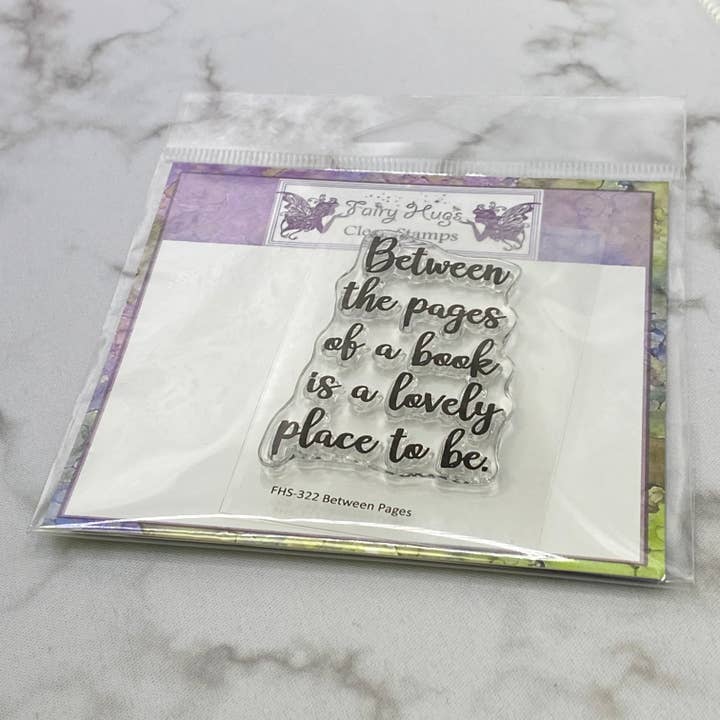 Fairy Hugs
Clear Stamps
Between
the pages
of a book
is a lovely
place to be.
FHS-322 Between Pages